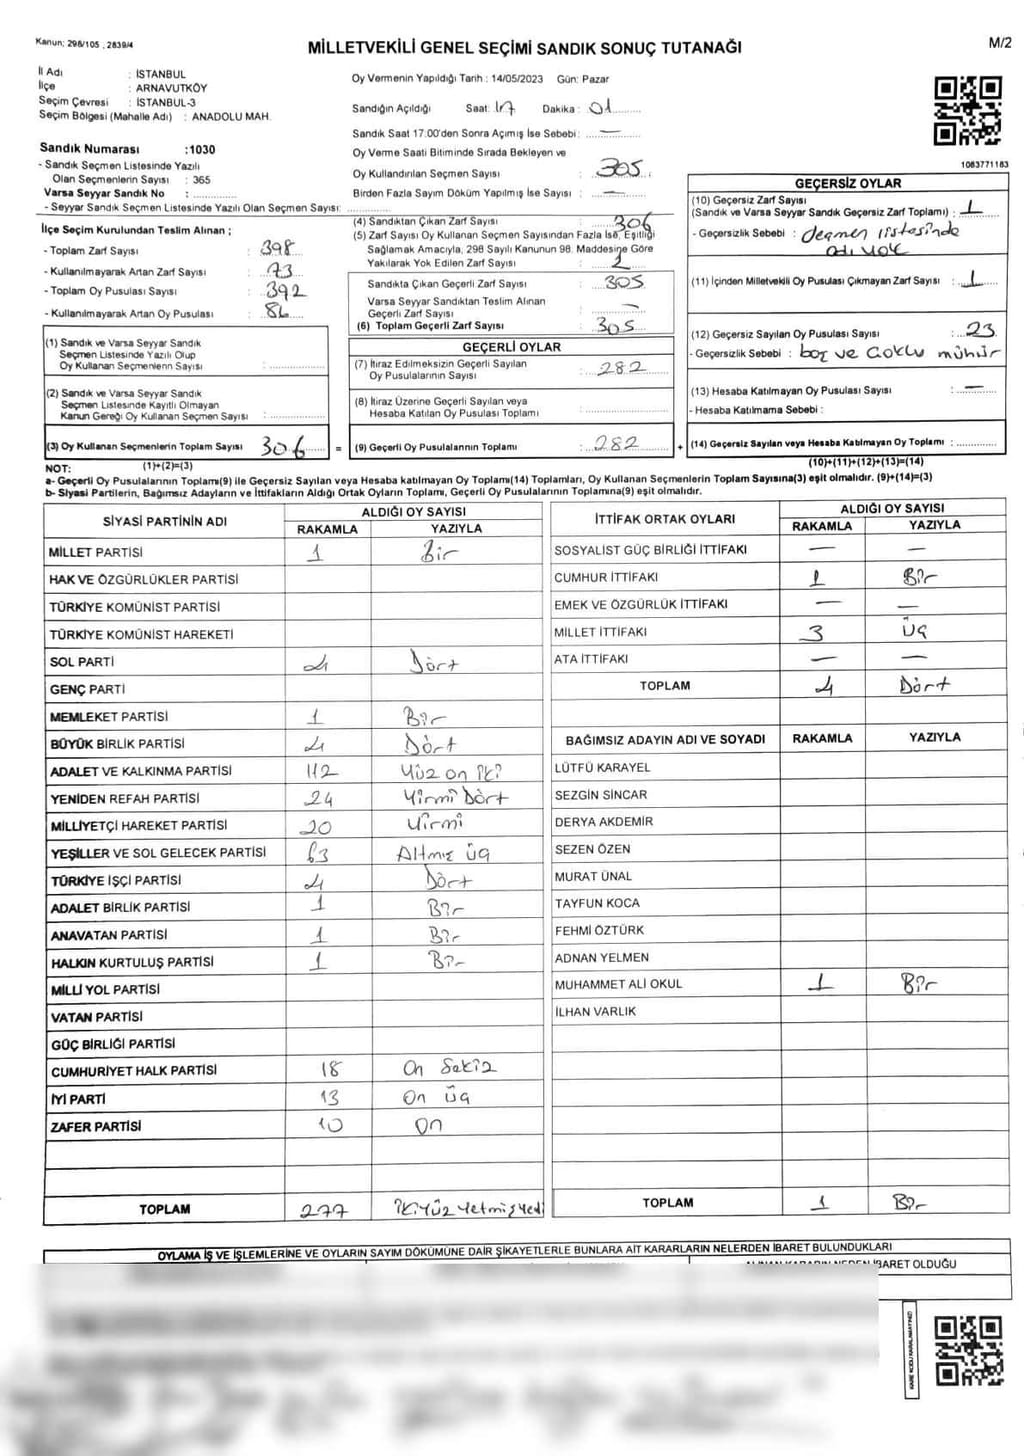 Kanun: 298/105 , 2839/4
MİLLETVEKİLİ GENEL SEÇİMİ SANDIK SONUÇ TUTANAĞI
M/2
İl Adı : İSTANBUL
İlçe : ARNAVUTKÖY
Seçim Çevresi : İSTANBUL-3
Seçim Bölgesi (Mahalle Adı) : ANADOLU MAH.
Sandık Numarası :1030
- Sandık Seçmen Listesinde Yazılı
Olan Seçmenlerin Sayısı : 365
Varsa Seyyar Sandık No :
- Seyyar Sandık Seçmen Listesinde Yazılı Olan Seçmen Sayısı:
Oy Vermenin Yapıldığı Tarih : 14/05/2023 Gün: Pazar
Sandığın Açıldığı Saat: 17 Dakika : 01
Sandık Saat 17.00'den Sonra Açımış İse Sebebi : —
Oy Verme Saati Bitiminde Sırada Bekleyen ve
Oy Kullandırılan Seçmen Sayısı : 305
Birden Fazla Sayım Döküm Yapılmış İse Sayısı : —
1083771183
İlçe Seçim Kurulundan Teslim Alınan ;
- Toplam Zarf Sayısı : 398
- Kullanılmayarak Artan Zarf Sayısı : 73
- Toplam Oy Pusulası Sayısı : 392
- Kullanılmayarak Artan Oy Pusulası : 86
(4) Sandıktan Çıkan Zarf Sayısı : 306
(5) Zarf Sayısı Oy Kullanan Seçmen Sayısından Fazla İse, Eşitliği
Sağlamak Amacıyla, 298 Sayılı Kanunun 98. Maddesine Göre
Yakılarak Yok Edilen Zarf Sayısı : 1
Sandıkta Çıkan Geçerli Zarf Sayısı : 305
Varsa Seyyar Sandıktan Teslim Alınan
Geçerli Zarf Sayısı : —
(6) Toplam Geçerli Zarf Sayısı : 305
GEÇERSİZ OYLAR
(10) Geçersiz Zarf Sayısı
(Sandık ve Varsa Seyyar Sandık Geçersiz Zarf Toplamı) : 1
- Geçersizlik Sebebi : seçmen listesinde
adı yok
(11) İçinden Milletvekili Oy Pusulası Çıkmayan Zarf Sayısı : 1
(12) Geçersiz Sayılan Oy Pusulası Sayısı : 23
- Geçersizlik Sebebi : boş ve Çoklu mühür
(13) Hesaba Katılmayan Oy Pusulası Sayısı : —
- Hesaba Katılmama Sebebi :
(14) Geçersiz Sayılan veya Hesaba Katılmayan Oy Toplamı :
(10)+(11)+(12)+(13)=(14)
(1) Sandık ve Varsa Seyyar Sandık
Seçmen Listesinde Yazılı Olup
Oy Kullanan Seçmenlerin Sayısı :
(2) Sandık ve Varsa Seyyar Sandık
Seçmen Listesinde Kayıtlı Olmayan
Kanun Gereği Oy Kullanan Seçmen Sayısı :
(3) Oy Kullanan Seçmenlerin Toplam Sayısı 306 =
(1)+(2)=(3)
GEÇERLİ OYLAR
(7) İtiraz Edilmeksizin Geçerli Sayılan
Oy Pusulalarının Sayısı : 282
(8) İtiraz Üzerine Geçerli Sayılan veya
Hesaba Katılan Oy Pusulası Toplamı :
(9) Geçerli Oy Pusulalarının Toplamı : 282 +
NOT:
a- Geçerli Oy Pusulalarının Toplamı(9) ile Geçersiz Sayılan veya Hesaba katılmayan Oy Toplamı(14) Toplamları, Oy Kullanan Seçmenlerin Toplam Sayısına(3) eşit olmalıdır. (9)+(14)=(3)
b- Siyasi Partilerin, Bağımsız Adayların ve İttifakların Aldığı Ortak Oyların Toplamı, Geçerli Oy Pusulalarının Toplamına(9) eşit olmalıdır.
SİYASİ PARTİNİN ADI ALDIĞI OY SAYISI
RAKAMLA YAZIYLA
MİLLET PARTİSİ 1 Bir
HAK VE ÖZGÜRLÜKLER PARTİSİ
TÜRKİYE KOMÜNİST PARTİSİ
TÜRKİYE KOMÜNİST HAREKETİ
SOL PARTİ 4 Dört
GENÇ PARTİ
MEMLEKET PARTİSİ 1 Bir
BÜYÜK BİRLİK PARTİSİ 4 Dört
ADALET VE KALKINMA PARTİSİ 112 Yüz on iki
YENİDEN REFAH PARTİSİ 24 Yirmi Dört
MİLLİYETÇİ HAREKET PARTİSİ 20 Yirmi
YEŞİLLER VE SOL GELECEK PARTİSİ 63 Altmış üç
TÜRKİYE İŞÇİ PARTİSİ 4 Dört
ADALET BİRLİK PARTİSİ 1 Bir
ANAVATAN PARTİSİ 1 Bir
HALKIN KURTULUŞ PARTİSİ 1 Bir
MİLLİ YOL PARTİSİ
VATAN PARTİSİ
GÜÇ BİRLİĞİ PARTİSİ
CUMHURİYET HALK PARTİSİ 18 On Sekiz
İYİ PARTİ 13 On üç
ZAFER PARTİSİ 10 On
TOPLAM 277 ikiyüz yetmişyedi
İTTİFAK ORTAK OYLARI ALDIĞI OY SAYISI
RAKAMLA YAZIYLA
SOSYALİST GÜÇ BİRLİĞİ İTTİFAKI — —
CUMHUR İTTİFAKI 1 Bir
EMEK VE ÖZGÜRLÜK İTTİFAKI — —
MİLLET İTTİFAKI 3 üç
ATA İTTİFAKI — —
TOPLAM 4 Dört
BAĞIMSIZ ADAYIN ADI VE SOYADI RAKAMLA YAZIYLA
LÜTFÜ KARAYEL
SEZGİN SİNCAR
DERYA AKDEMİR
SEZEN ÖZEN
MURAT ÜNAL
TAYFUN KOCA
FEHMİ ÖZTÜRK
ADNAN YELMEN
MUHAMMET ALİ OKUL 1 Bir
İLHAN VARLIK
TOPLAM 1 Bir
OYLAMA İŞ VE İŞLEMLERİNE VE OYLARIN SAYIM DÖKÜMÜNE DAİR ŞİKAYETLERLE BUNLARA AİT KARARLARIN NELERDEN İBARET BULUNDUKLARI
İBARET OLDUĞU